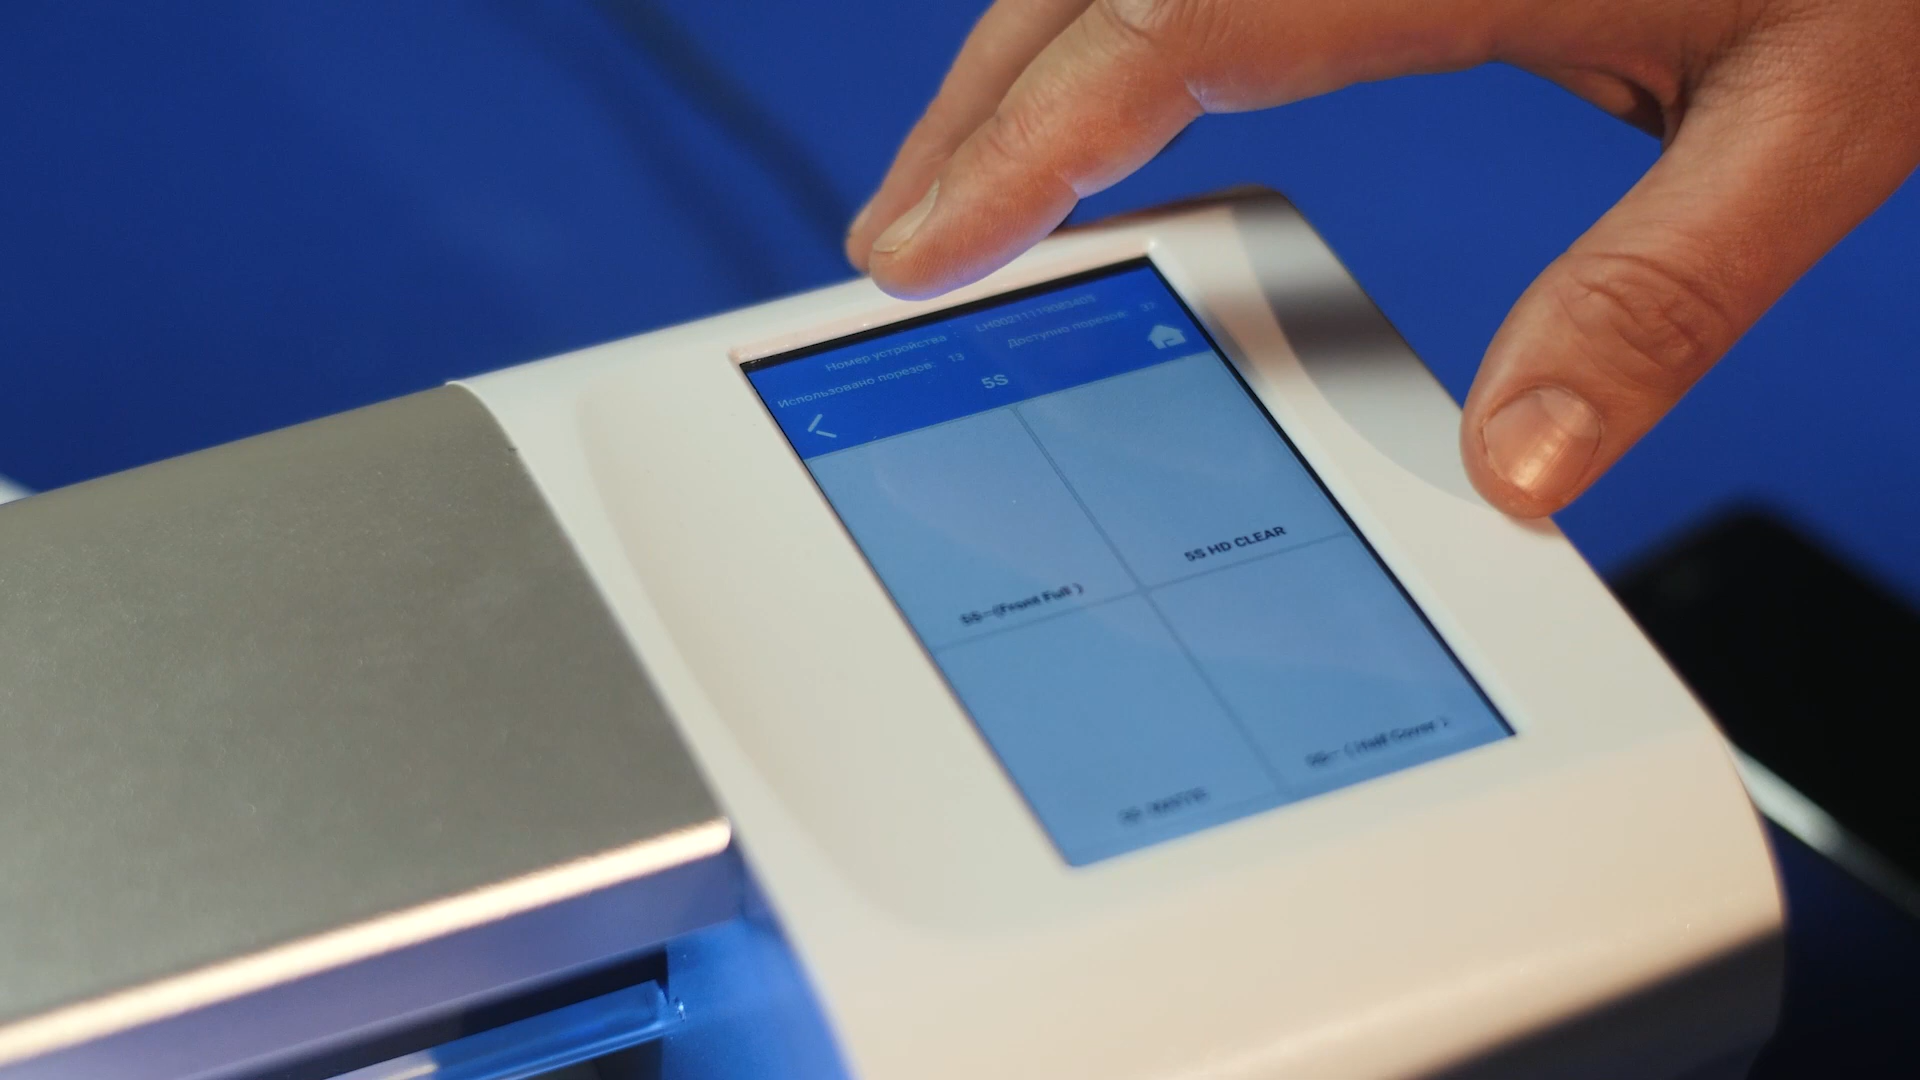 Номер устройства :
Использовано порезов: 13
Доступно порезов:
5S
5S HD CLEAR
5S--(Front Full )
5S-- ( Half Cover )